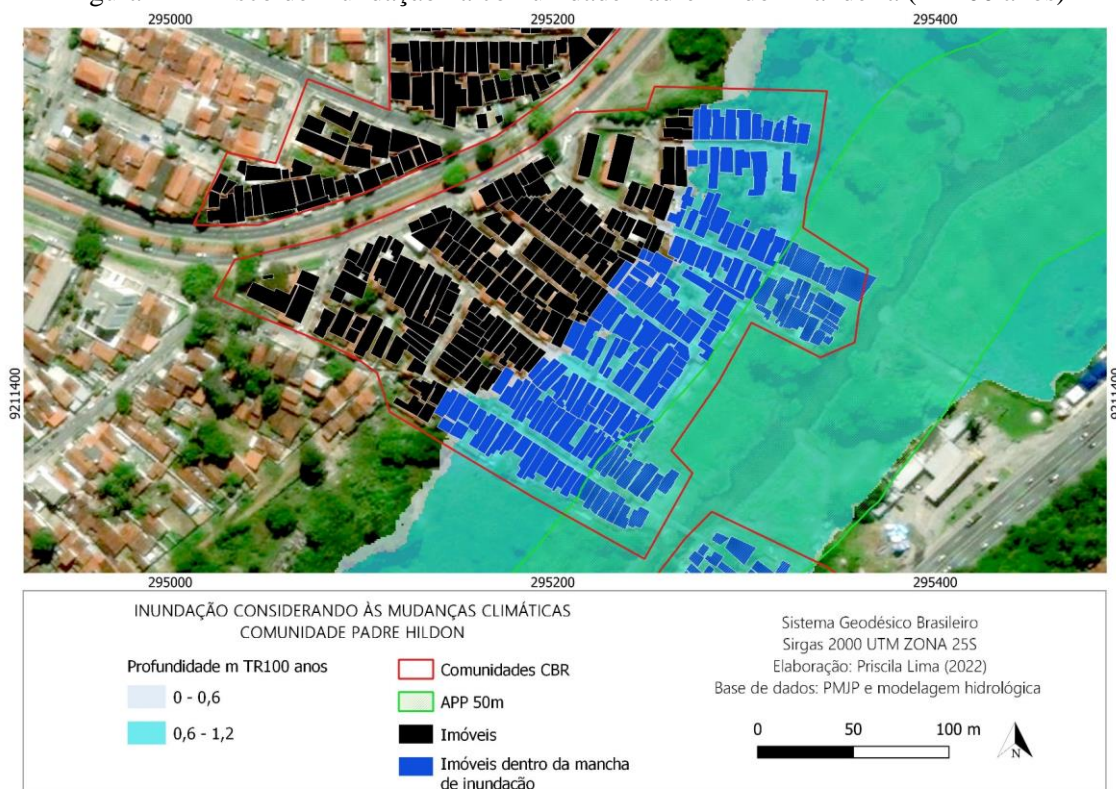 295000 295200 295400
9211400 9211400
295000 295200 295400
INUNDAÇÃO CONSIDERANDO ÀS MUDANÇAS CLIMÁTICAS
COMUNIDADE PADRE HILDON
Profundidade m TR100 anos
0 - 0,6
0,6 - 1,2
Comunidades CBR
APP 50m
Imóveis
Imóveis dentro da mancha
de inundação
Sistema Geodésico Brasileiro
Sirgas 2000 UTM ZONA 25S
Elaboração: Priscila Lima (2022)
Base de dados: PMJP e modelagem hidrológica
0 50 100 m
N